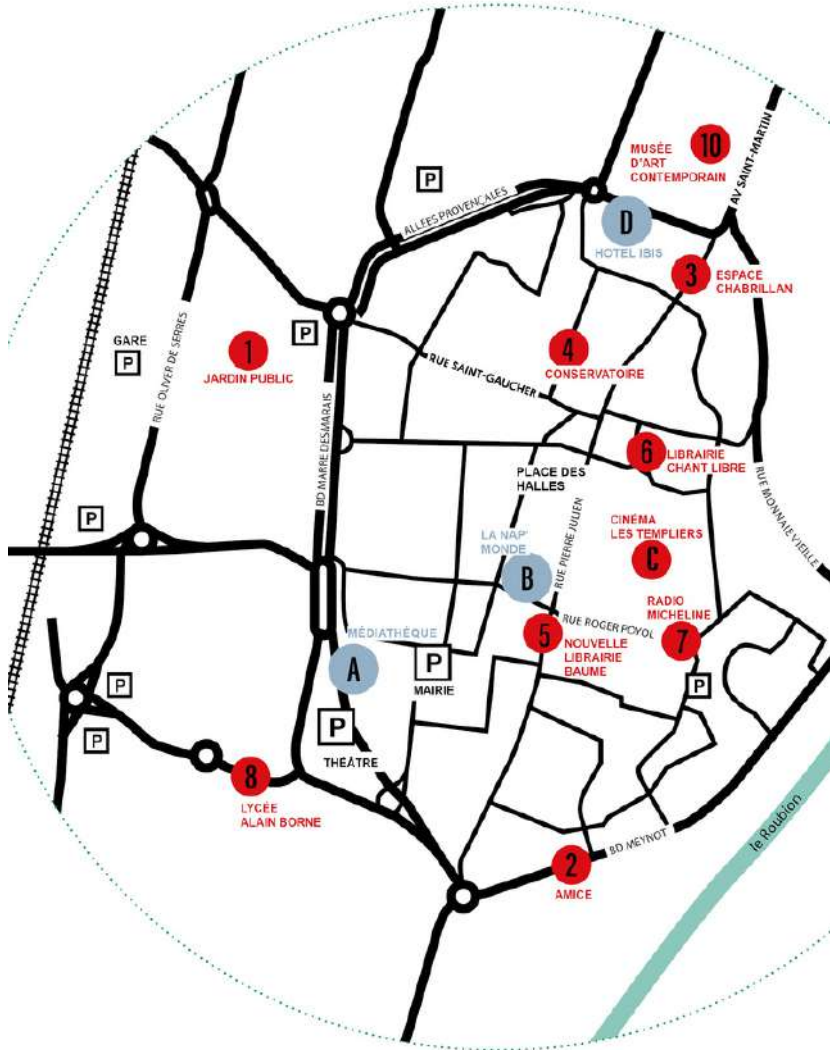 10
MUSÉE
D'ART
CONTEMPORAIN
AV SAINT-MARTIN
P
ALLEES PROVENÇALES
D
HOTEL IBIS
3
ESPACE
CHABRILLAN
GARE
P
RUE OLIVER DE SERRES
1
JARDIN PUBLIC
P
RUE SAINT-GAUCHER
4
CONSERVATOIRE
BD MARRE DESMARAIS
6
LIBRAIRIE
CHANT LIBRE
PLACE DES
HALLES
RUE MONNAIE VIEILLE
P
LA NAP'
MONDE
B
RUE PIERRE JULIEN
CINÉMA
LES TEMPLIERS
C
RUE ROGER POYOL
RADIO
MICHELINE
7
5
NOUVELLE
LIBRAIRIE
BAUME
MÉDIATHÈQUE
A
P
MAIRIE
P
P
P
P
THÉÂTRE
8
LYCÉE
ALAIN BORNE
le Roubion
BD MEYNOT
2
AMICE